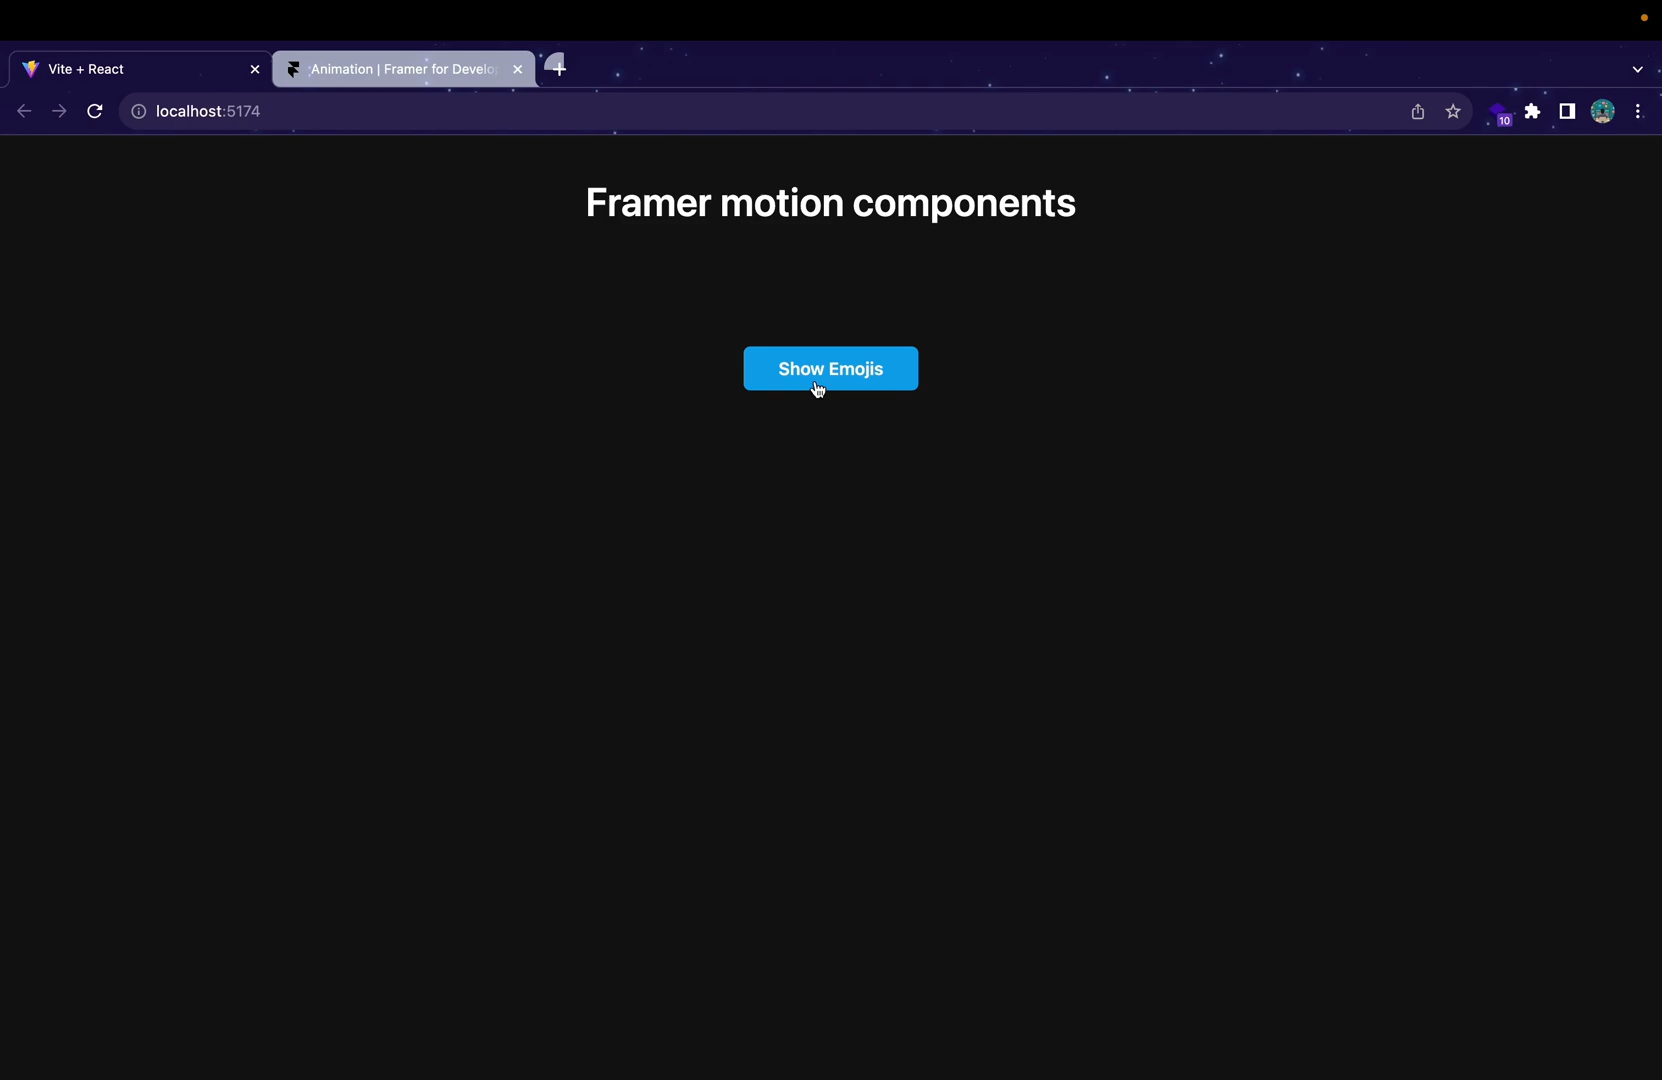 Vite + React
Animation | Framer for Develo
localhost:5174
10
Framer motion components
Show Emojis